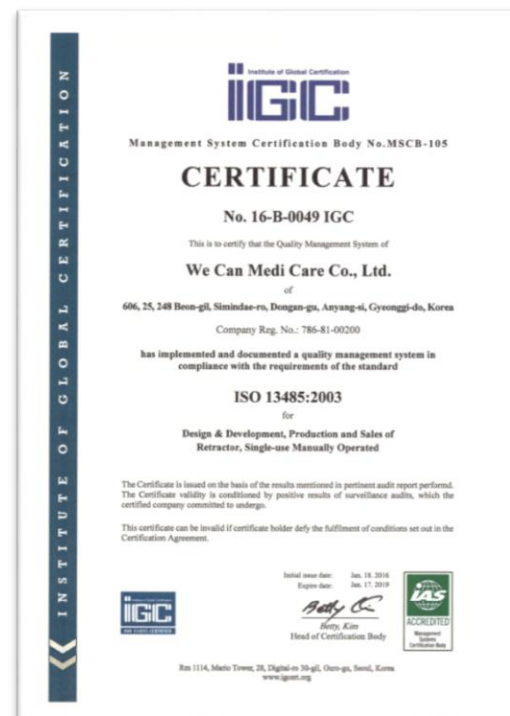 INSTITUTE OF GLOBAL CERTIFICATION
Institute of Global Certification
IGC
Management System Certification Body No.MSCB-105
CERTIFICATE
No. 16-B-0049 IGC
This is to certify that the Quality Management System of
We Can Medi Care Co., Ltd.
of
606, 25, 248 Beon-gil, Simindae-ro, Dongan-gu, Anyang-si, Gyeonggi-do, Korea
Company Reg. No.: 786-81-00200
has implemented and documented a quality management system in
compliance with the requirements of the standard
ISO 13485:2003
for
Design & Development, Production and Sales of
Retractor, Single-use Manually Operated
The Certificate is issued on the basis of the results mentioned in pertinent audit report performd.
The Certificate validity is conditioned by positive results of surveillance audits, which the
certified company committed to undergo.
This certificate can be invalid if certificate holder defy the fulfilment of conditions set out in the
Certification Agreement.
Initial issue date: Jan. 18, 2016
Expire date: Jan. 17, 2019
IGC
Betty, Kim
Head of Certification Body
IAS
ACCREDITED
Management
Systems
Certification Body
Rm 1114, Mario Tower, 28, Digital-ro 30-gil, Guro-gu, Seoul, Korea
www.igcert.org